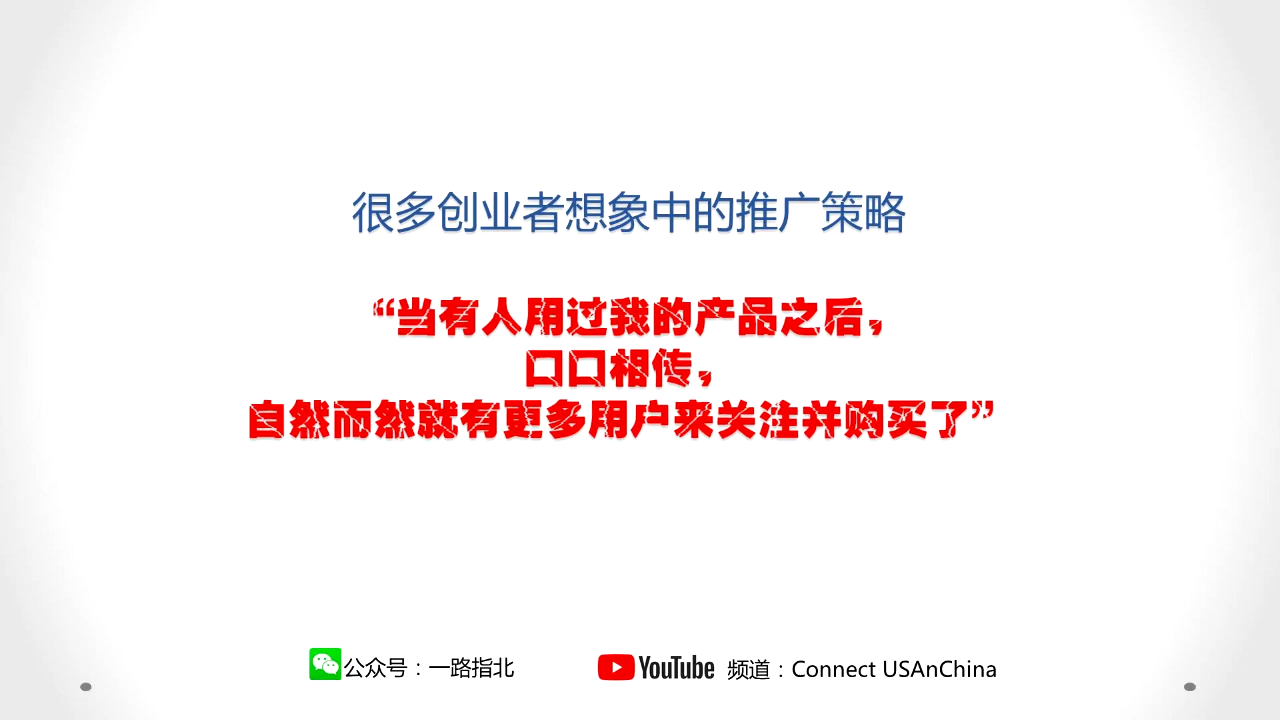 很多创业者想象中的推广策略
“当有人用过我的产品之后，
口口相传，
自然而然就有更多用户来关注并购买了”
公众号：一路指北
YouTube 频道：Connect USAnChina